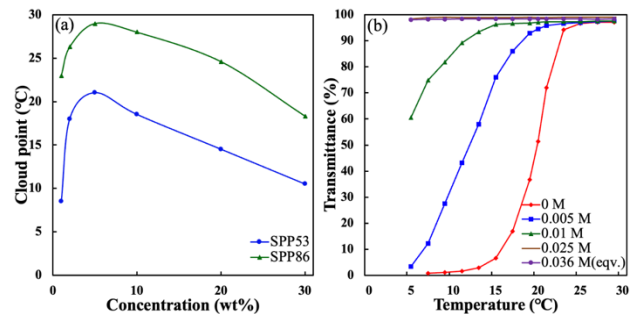 (a)
Cloud point (℃)
30
25
20
15
10
5
0
0
10
20
30
Concentration (wt%)
SPP53
SPP86
(b)
Transmittance (%)
100
90
80
70
60
50
40
30
20
10
0
0
5
10
15
20
25
30
Temperature (℃)
0 M
0.005 M
0.01 M
0.025 M
0.036 M(eqv.)